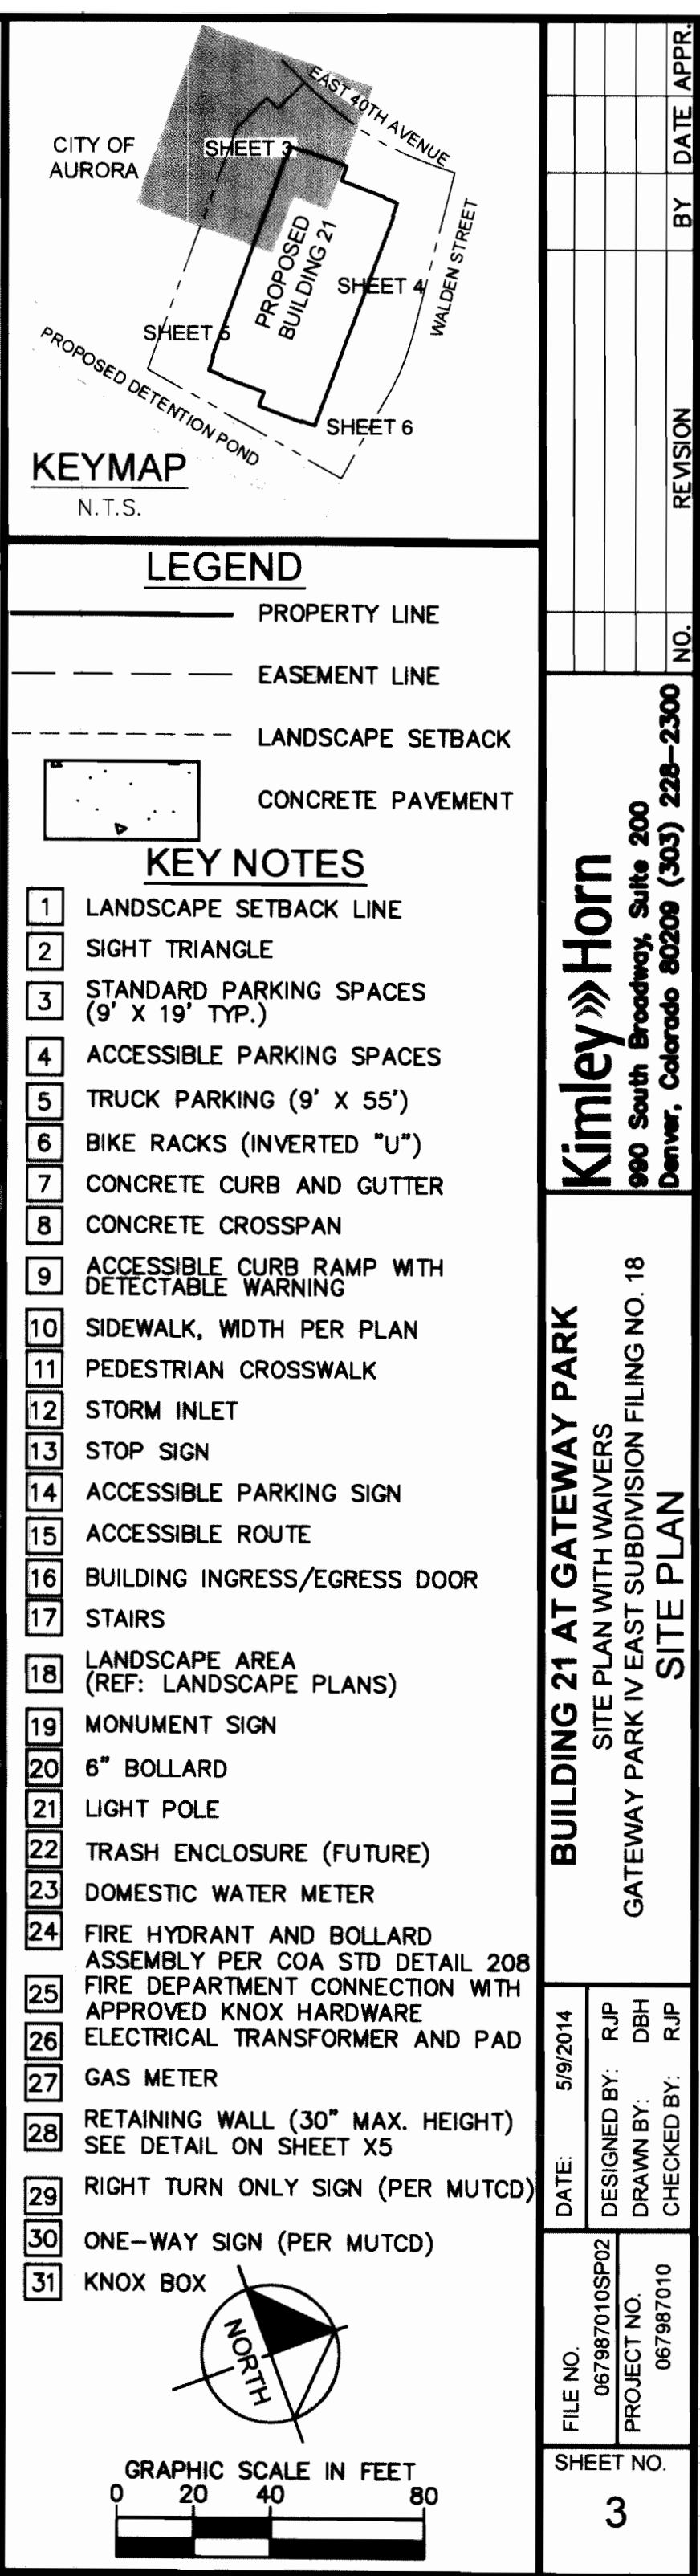 CITY OF
AURORA
EAST 40TH AVENUE
SHEET 3
PROPOSED
BUILDING 21
SHEET 4
WALDEN STREET
SHEET 5
PROPOSED DETENTION POND
SHEET 6
KEYMAP
N.T.S.
LEGEND
PROPERTY LINE
EASEMENT LINE
LANDSCAPE SETBACK
CONCRETE PAVEMENT
KEY NOTES
1 LANDSCAPE SETBACK LINE
2 SIGHT TRIANGLE
3 STANDARD PARKING SPACES
(9' X 19' TYP.)
4 ACCESSIBLE PARKING SPACES
5 TRUCK PARKING (9' X 55')
6 BIKE RACKS (INVERTED "U")
7 CONCRETE CURB AND GUTTER
8 CONCRETE CROSSPAN
9 ACCESSIBLE CURB RAMP WITH
DETECTABLE WARNING
10 SIDEWALK, WIDTH PER PLAN
11 PEDESTRIAN CROSSWALK
12 STORM INLET
13 STOP SIGN
14 ACCESSIBLE PARKING SIGN
15 ACCESSIBLE ROUTE
16 BUILDING INGRESS/EGRESS DOOR
17 STAIRS
18 LANDSCAPE AREA
(REF: LANDSCAPE PLANS)
19 MONUMENT SIGN
20 6" BOLLARD
21 LIGHT POLE
22 TRASH ENCLOSURE (FUTURE)
23 DOMESTIC WATER METER
24 FIRE HYDRANT AND BOLLARD
ASSEMBLY PER COA STD DETAIL 208
25 FIRE DEPARTMENT CONNECTION WITH
APPROVED KNOX HARDWARE
26 ELECTRICAL TRANSFORMER AND PAD
27 GAS METER
28 RETAINING WALL (30" MAX. HEIGHT)
SEE DETAIL ON SHEET X5
29 RIGHT TURN ONLY SIGN (PER MUTCD)
30 ONE-WAY SIGN (PER MUTCD)
31 KNOX BOX
NORTH
GRAPHIC SCALE IN FEET
0 20 40 80
NO. REVISION BY DATE APPR.
Kimley»Horn
990 South Broadway, Suite 200
Denver, Colorado 80209 (303) 228-2300
BUILDING 21 AT GATEWAY PARK
SITE PLAN WITH WAIVERS
GATEWAY PARK IV EAST SUBDIVISION FILING NO. 18
SITE PLAN
DATE: 5/9/2014
DESIGNED BY: RJP
DRAWN BY: DBH
CHECKED BY: RJP
FILE NO.
067987010SP02
PROJECT NO.
067987010
SHEET NO.
3